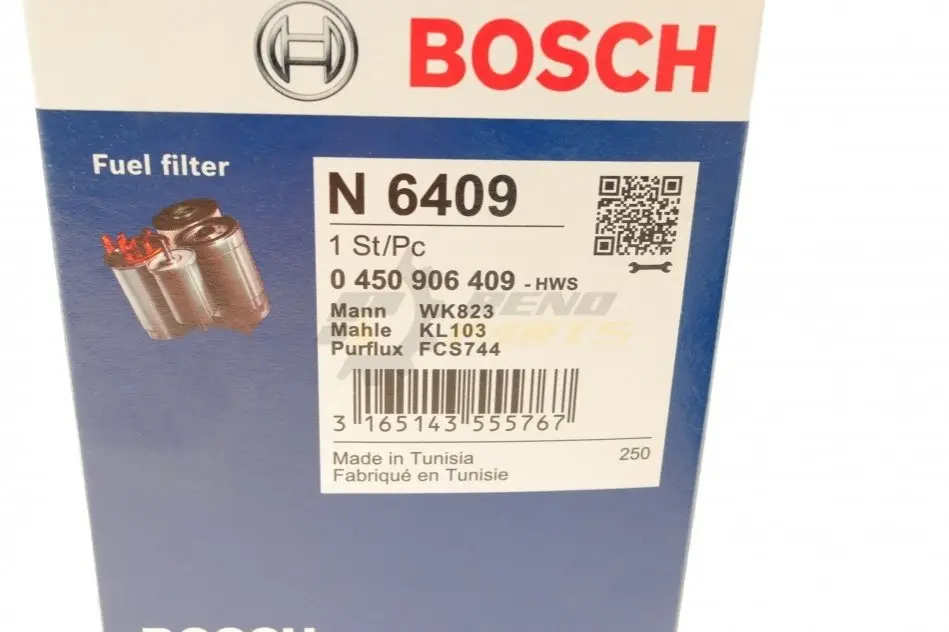 BOSCH
Fuel filter
N 6409
1 St/Pc
0 450 906 409 - HWS
Mann WK823
Mahle KL103
Purflux FCS744
3 165143 555767
Made in Tunisia 250
Fabriqué en Tunisie
BOSCH